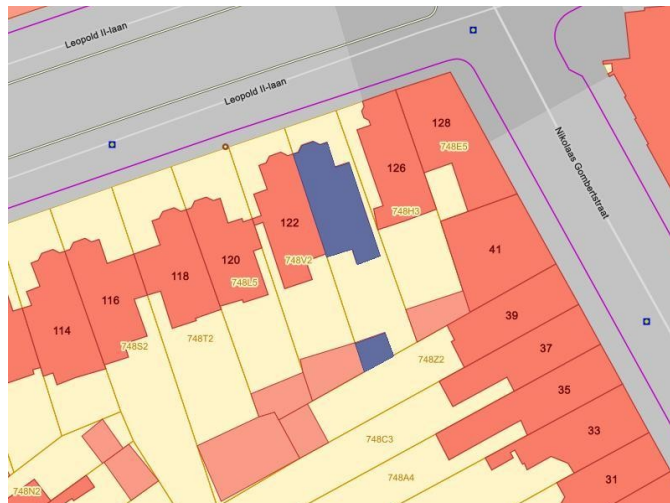 Leopold II-laan
Leopold II-laan
Nikolaas Gombertstraat
128
748E5
126
748H3
122
748V2
120
748L5
118
748T2
116
748S2
114
41
39
748Z2
37
35
748C3
33
748A4
31
748N2